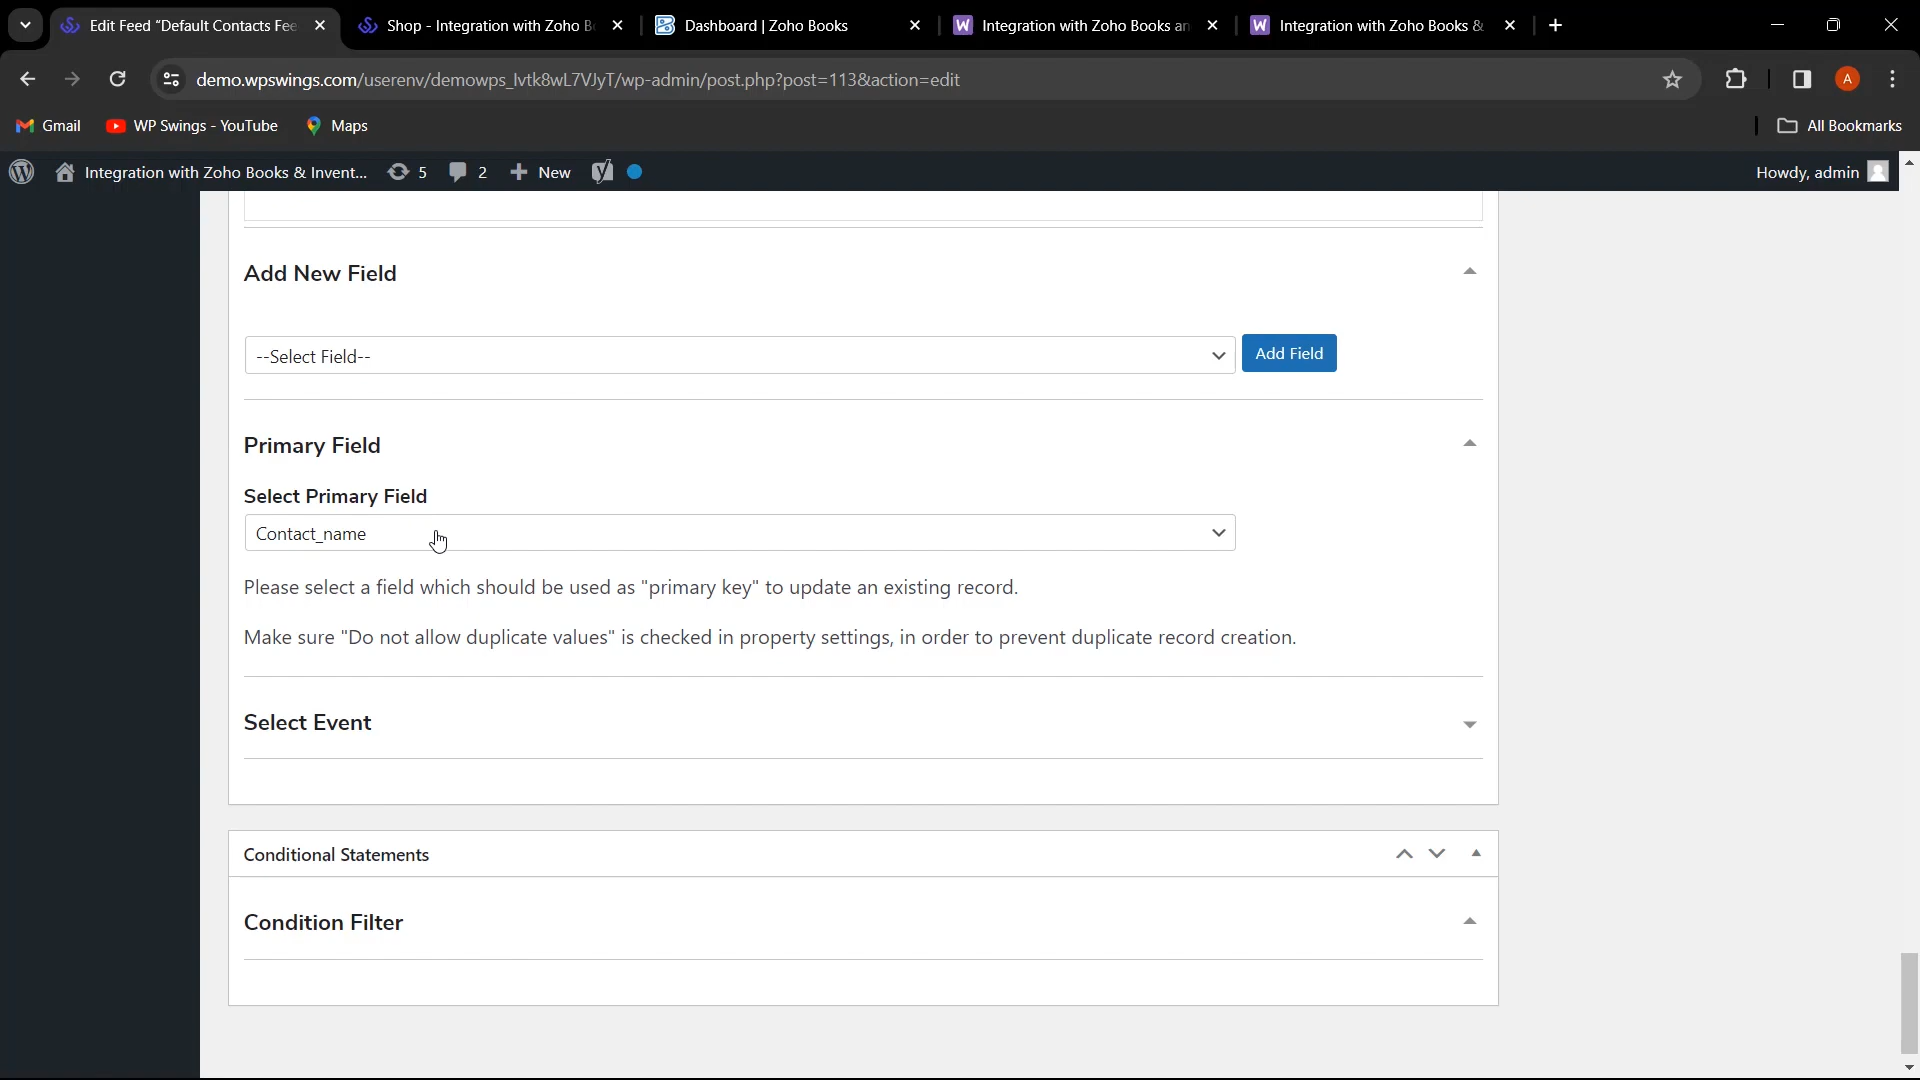 Edit Feed "Default Contacts Fee
Shop - Integration with Zoho B
Dashboard | Zoho Books
Integration with Zoho Books an
Integration with Zoho Books &
demo.wpswings.com/userenv/demowps_lvtk8wL7VJyT/wp-admin/post.php?post=113&action=edit
A
Gmail
WP Swings - YouTube
Maps
All Bookmarks
Integration with Zoho Books & Invent...
5
2
New
Howdy, admin
Add New Field
--Select Field--
Add Field
Primary Field
Select Primary Field
Contact_name
Please select a field which should be used as "primary key" to update an existing record.
Make sure "Do not allow duplicate values" is checked in property settings, in order to prevent duplicate record creation.
Select Event
Conditional Statements
Condition Filter